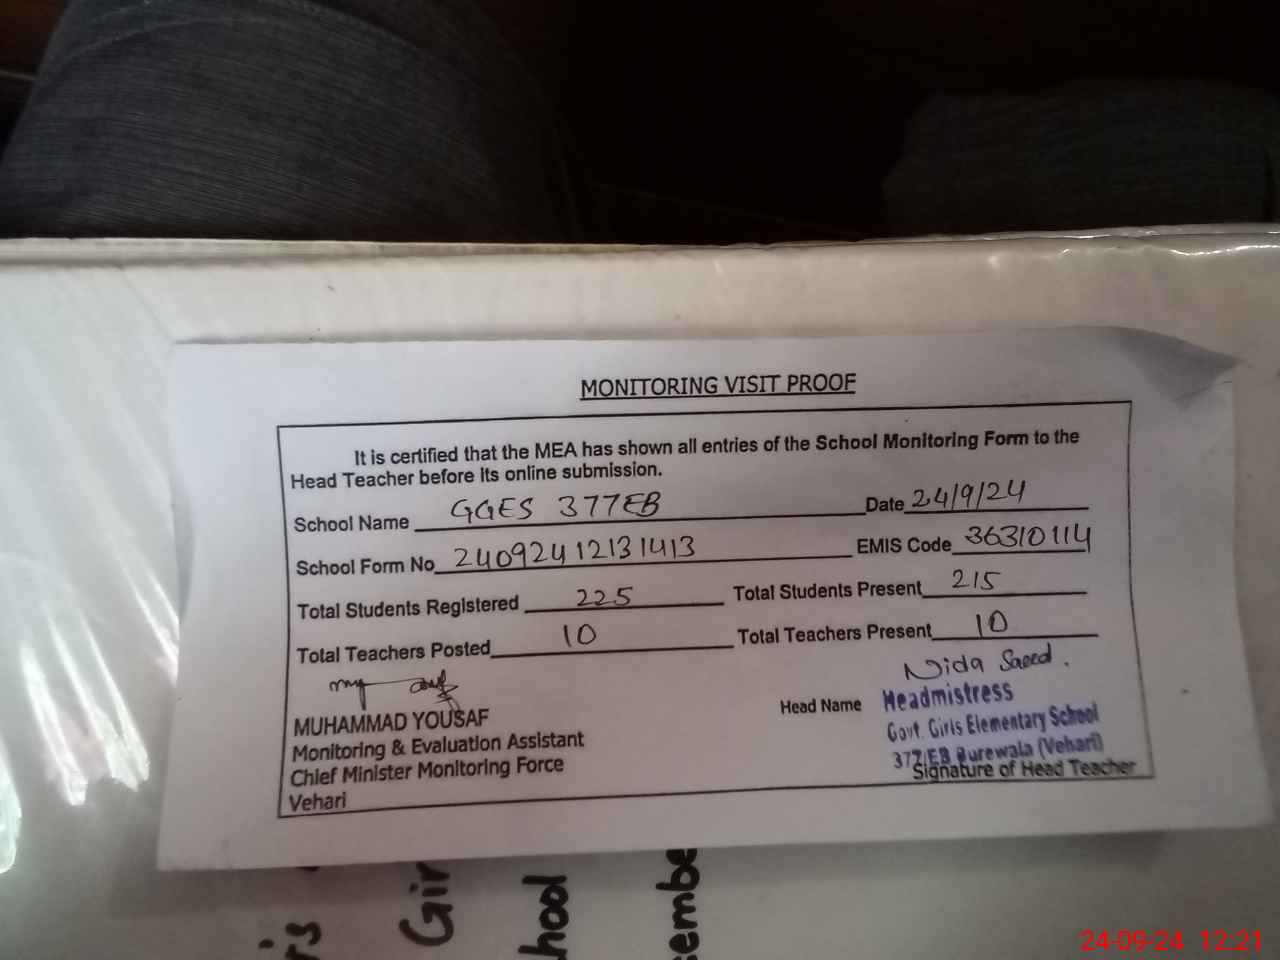 MONITORING VISIT PROOF
It is certified that the MEA has shown all entries of the School Monitoring Form to the
Head Teacher before its online submission.
School Name GGES 377EB Date 24/9/24
School Form No 24092412131413 EMIS Code 36310114
Total Students Registered 225 Total Students Present 215
Total Teachers Posted 10 Total Teachers Present 10
Nida Saeed.
MUHAMMAD YOUSAF Head Name Headmistress
Monitoring & Evaluation Assistant Govt. Girls Elementary School
Chief Minister Monitoring Force 377/EB Burewala (Vehari)
Vehari Signature of Head Teacher
r's Gir
hool
sembe
24-09-24 12:21